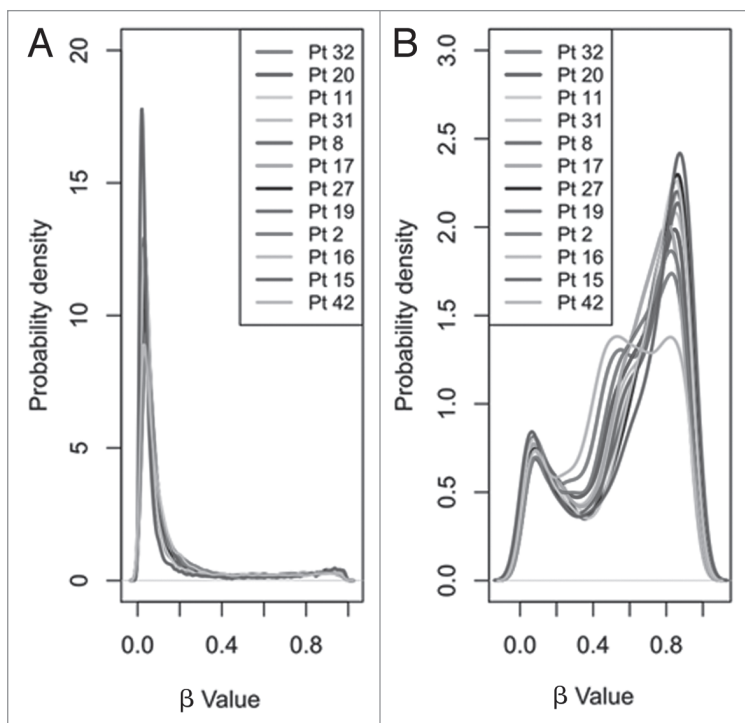 A
Probability density
20
15
10
5
0
Pt 32
Pt 20
Pt 11
Pt 31
Pt 8
Pt 17
Pt 27
Pt 19
Pt 2
Pt 16
Pt 15
Pt 42
0.0 0.4 0.8
β Value
B
Probability density
3.0
2.5
2.0
1.5
1.0
0.5
0.0
Pt 32
Pt 20
Pt 11
Pt 31
Pt 8
Pt 17
Pt 27
Pt 19
Pt 2
Pt 16
Pt 15
Pt 42
0.0 0.4 0.8
β Value